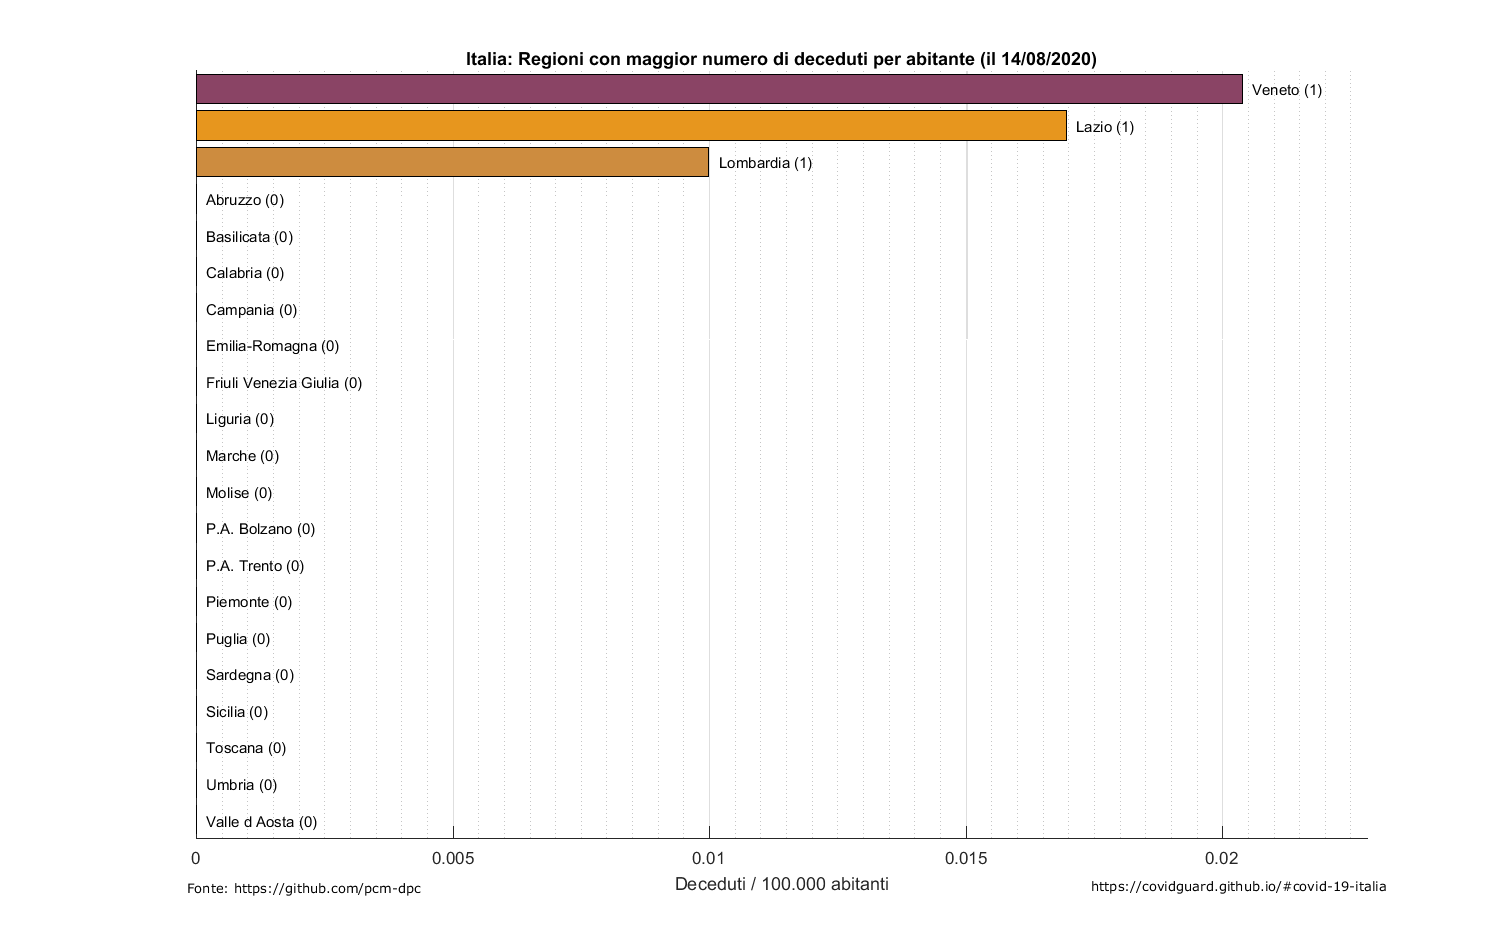 Italia: Regioni con maggior numero di deceduti per abitante (il 14/08/2020)
Veneto (1)
Lazio (1)
Lombardia (1)
Abruzzo (0)
Basilicata (0)
Calabria (0)
Campania (0)
Emilia-Romagna (0)
Friuli Venezia Giulia (0)
Liguria (0)
Marche (0)
Molise (0)
P.A. Bolzano (0)
P.A. Trento (0)
Piemonte (0)
Puglia (0)
Sardegna (0)
Sicilia (0)
Toscana (0)
Umbria (0)
Valle d Aosta (0)
0 0.005 0.01 0.015 0.02
Deceduti / 100.000 abitanti
Fonte: https://github.com/pcm-dpc
https://covidguard.github.io/#covid-19-italia